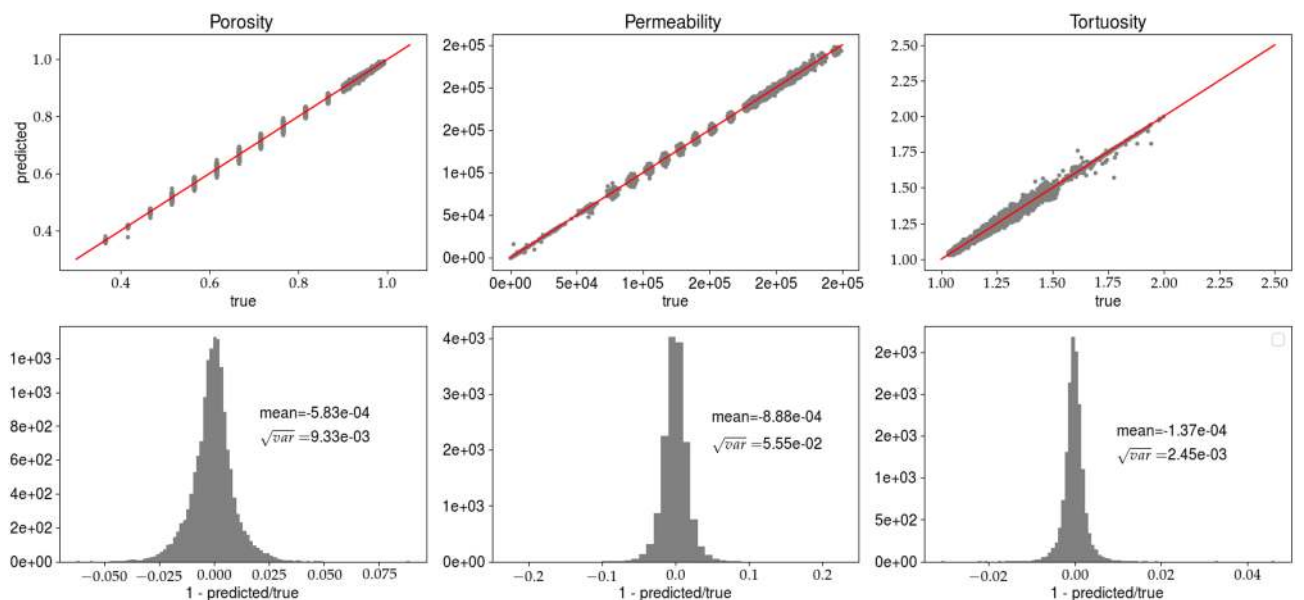 Porosity
1.0
0.8
0.6
0.4
predicted
0.4 0.6 0.8 1.0
true
Permeability
2e+05
2e+05
2e+05
1e+05
5e+04
0e+00
0e+00 5e+04 1e+05 2e+05 2e+05 2e+05 2e+05
true
Tortuosity
2.50
2.25
2.00
1.75
1.50
1.25
1.00
1.00 1.25 1.50 1.75 2.00 2.25 2.50
true
1e+03
1e+03
8e+02
6e+02
4e+02
2e+02
0e+00
mean=-5.83e-04
√var =9.33e-03
−0.050 −0.025 0.000 0.025 0.050 0.075
1 - predicted/true
4e+03
3e+03
2e+03
1e+03
0e+00
mean=-8.88e-04
√var =5.55e-02
−0.2 −0.1 0.0 0.1 0.2
1 - predicted/true
2e+03
2e+03
2e+03
1e+03
5e+02
0e+00
mean=-1.37e-04
√var =2.45e-03
−0.02 0.00 0.02 0.04
1 - predicted/true